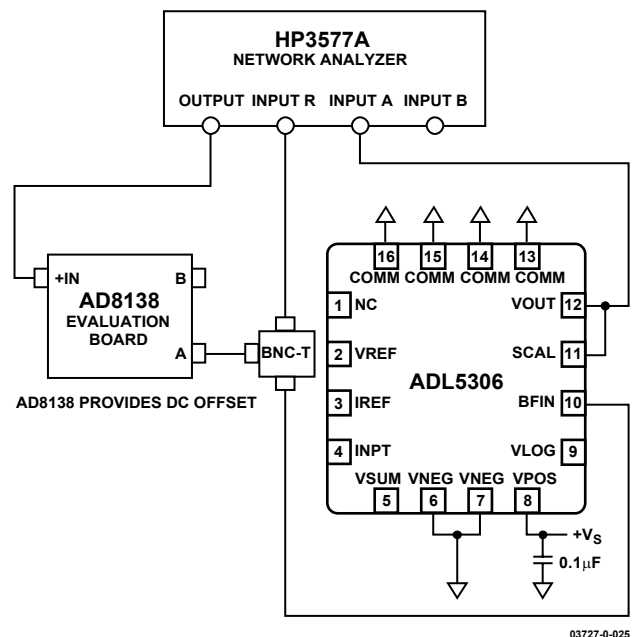 HP3577A
NETWORK ANALYZER
OUTPUT INPUT R INPUT A INPUT B
16 15 14 13
COMM COMM COMM COMM
+IN B
AD8138
EVALUATION
BOARD
A
BNC-T
AD8138 PROVIDES DC OFFSET
1 NC
2 VREF
3 IREF
4 INPT
ADL5306
VOUT 12
SCAL 11
BFIN 10
VLOG 9
VSUM VNEG VNEG VPOS
5 6 7 8
+VS
0.1μF
03727-0-025